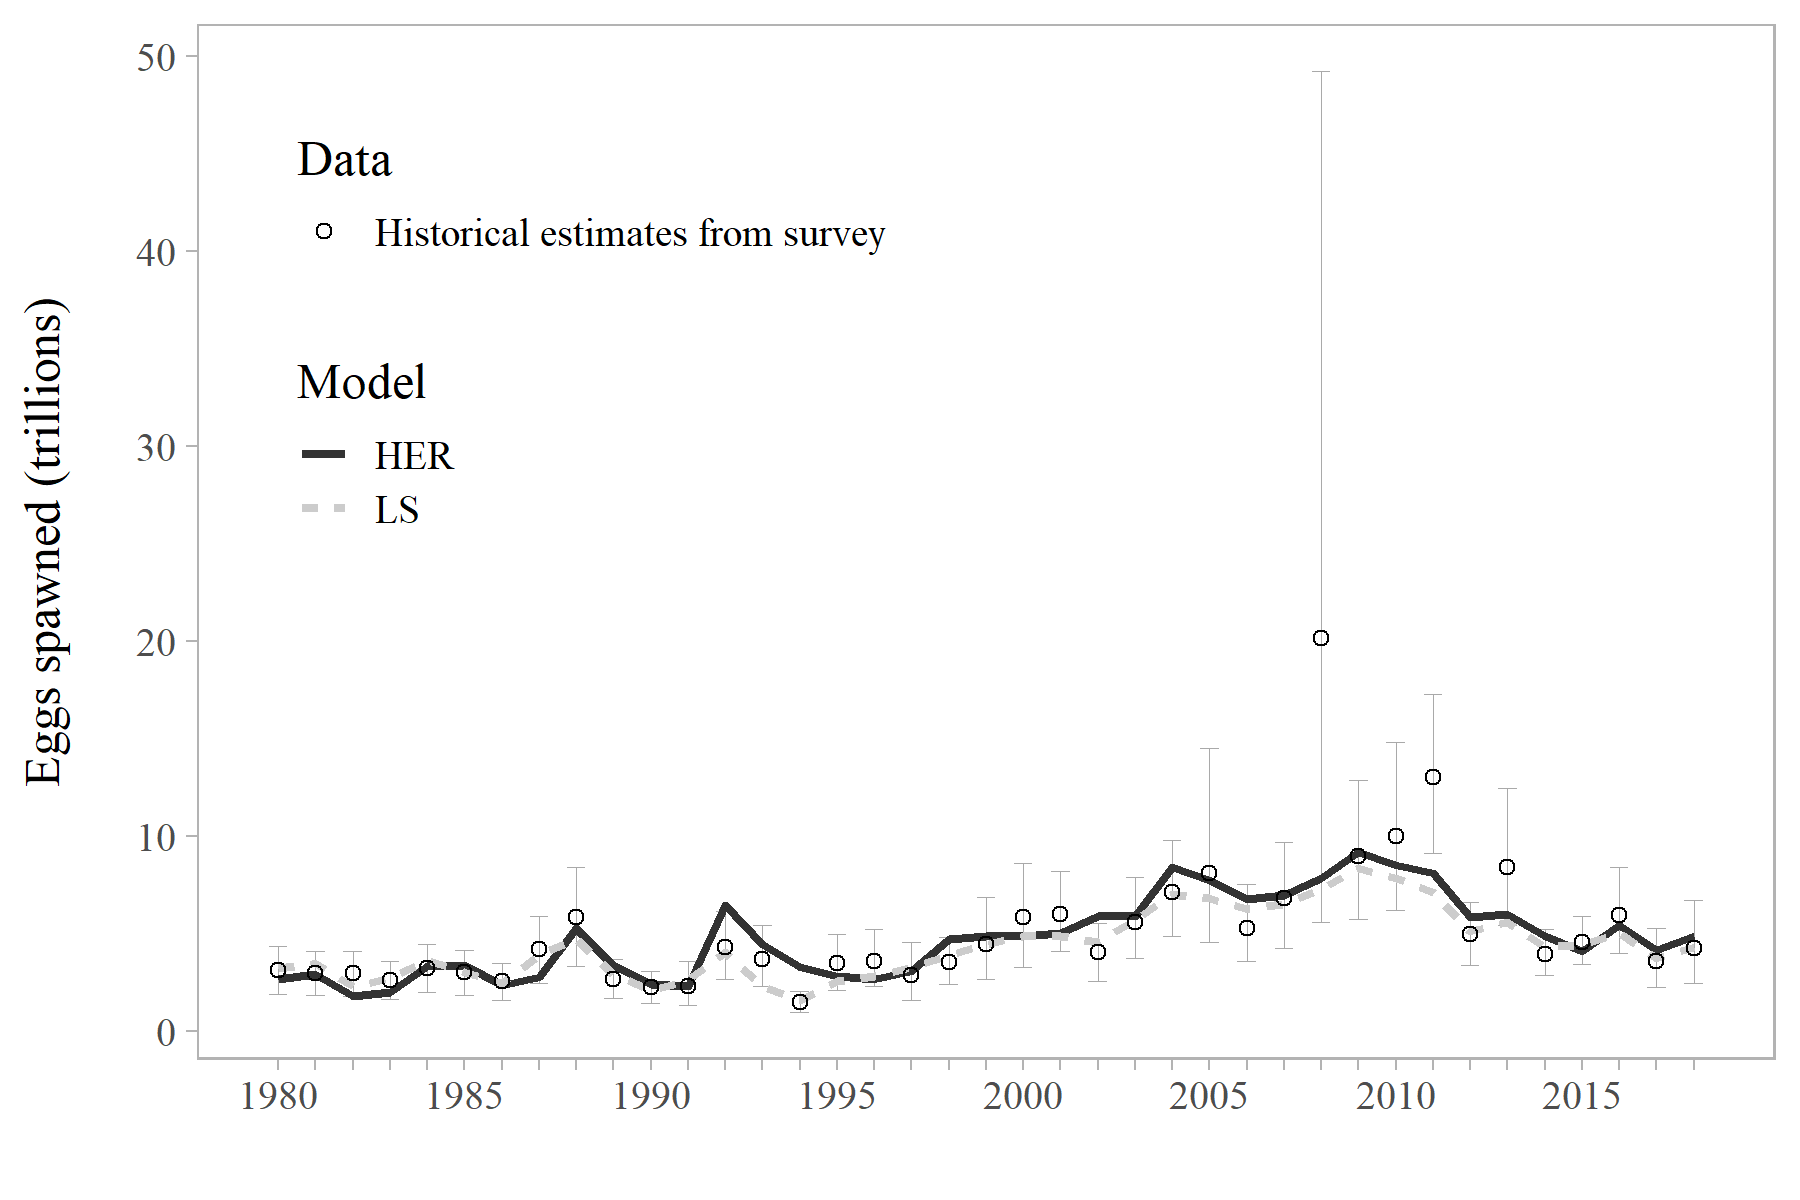 50
40
30
20
10
0
Eggs spawned (trillions)
Data
Historical estimates from survey
Model
HER
LS
1980 1985 1990 1995 2000 2005 2010 2015